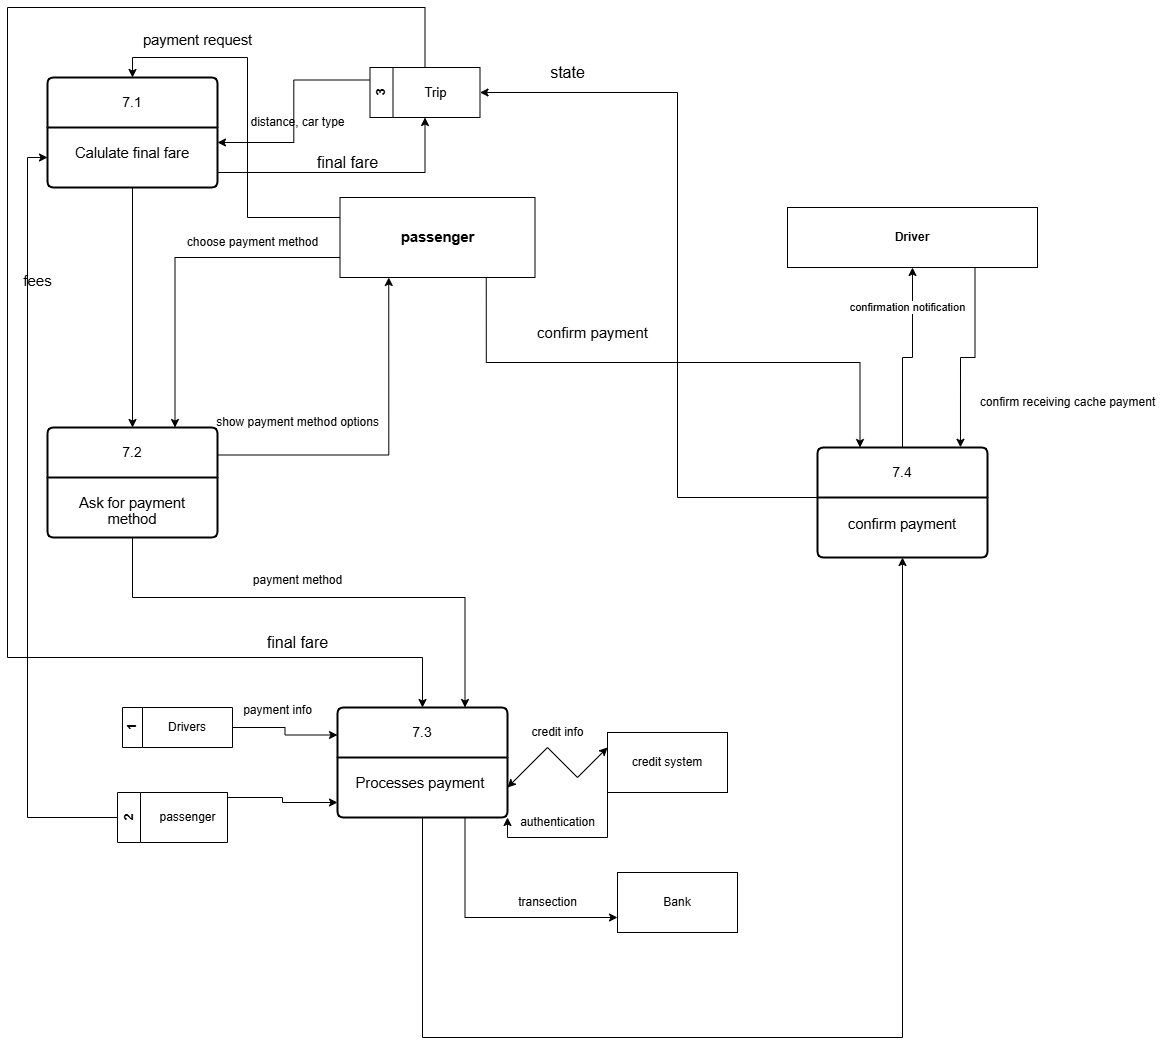 payment request
7.1
Calulate final fare
3
Trip
state
distance, car type
final fare
passenger
Driver
choose payment method
fees
confirmation notification
confirm payment
confirm receiving cache payment
show payment method options
7.2
Ask for payment
method
7.4
confirm payment
payment method
final fare
1
Drivers
payment info
7.3
Processes payment
credit info
credit system
2
passenger
authentication
transection
Bank